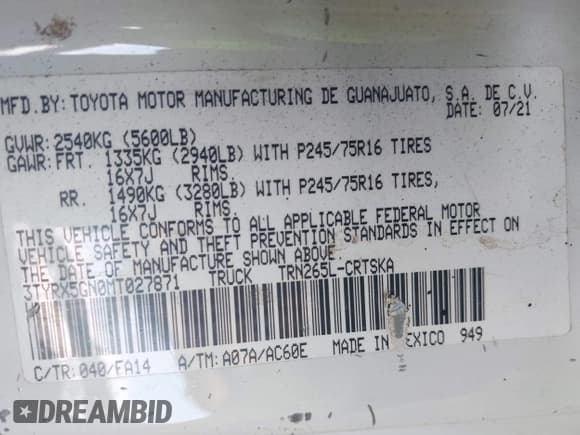 MFD.BY: TOYOTA MOTOR MANUFACTURING DE GUANAJUATO, S.A. DE C.V.
DATE: 07/21
GVWR: 2540KG (5600LB)
GAWR: FRT. 1335KG (2940LB) WITH P245/75R16 TIRES
16X7J RIMS.
RR. 1490KG (3280LB) WITH P245/75R16 TIRES,
16X7J RIMS.
THIS VEHICLE CONFORMS TO ALL APPLICABLE FEDERAL MOTOR
VEHICLE SAFETY AND THEFT PREVENTION STANDARDS IN EFFECT ON
THE DATE OF MANUFACTURE SHOWN ABOVE.
3TYRX5GN0MT027871 TRUCK TRN265L-CRTSKA
C/TR: 040/FA14 A/TM: A07A/AC60E MADE IN MEXICO 949
DREAMBID